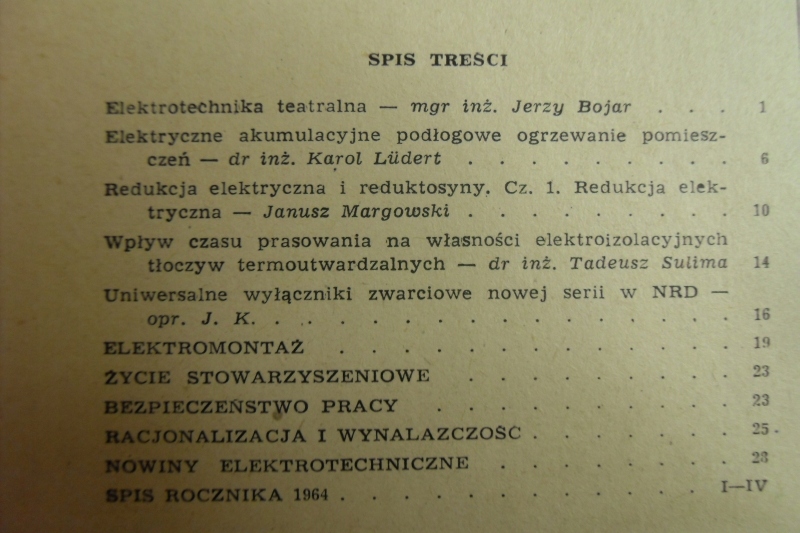 SPIS TREŚCI
Elektrotechnika teatralna — mgr inż. Jerzy Bojar . . . 1
Elektryczne akumulacyjne podłogowe ogrzewanie pomiesz-
czeń — dr inż. Karol Lüdert . . . . . . . . . 6
Redukcja elektryczna i reduktosyny. Cz. 1. Redukcja elek-
tryczna — Janusz Margowski . . . . . . . . . 10
Wpływ czasu prasowania na własności elektroizolacyjnych
tłoczyw termoutwardzalnych — dr inż. Tadeusz Sulima 14
Uniwersalne wyłączniki zwarciowe nowej serii w NRD —
opr. J. K. . . . . . . . . . . . . . . 16
ELEKTROMONTAŻ . . . . . . . . . . . . 19
ŻYCIE STOWARZYSZENIOWE . . . . . . . . 23
BEZPIECZEŃSTWO PRACY . . . . . . . . . 23
RACJONALIZACJA I WYNALAZCZOŚC . . . . . . 25
NOWINY ELEKTROTECHNICZNE . . . . . . . 28
SPIS ROCZNIKA 1964 . . . . . . . . . . . I—IV